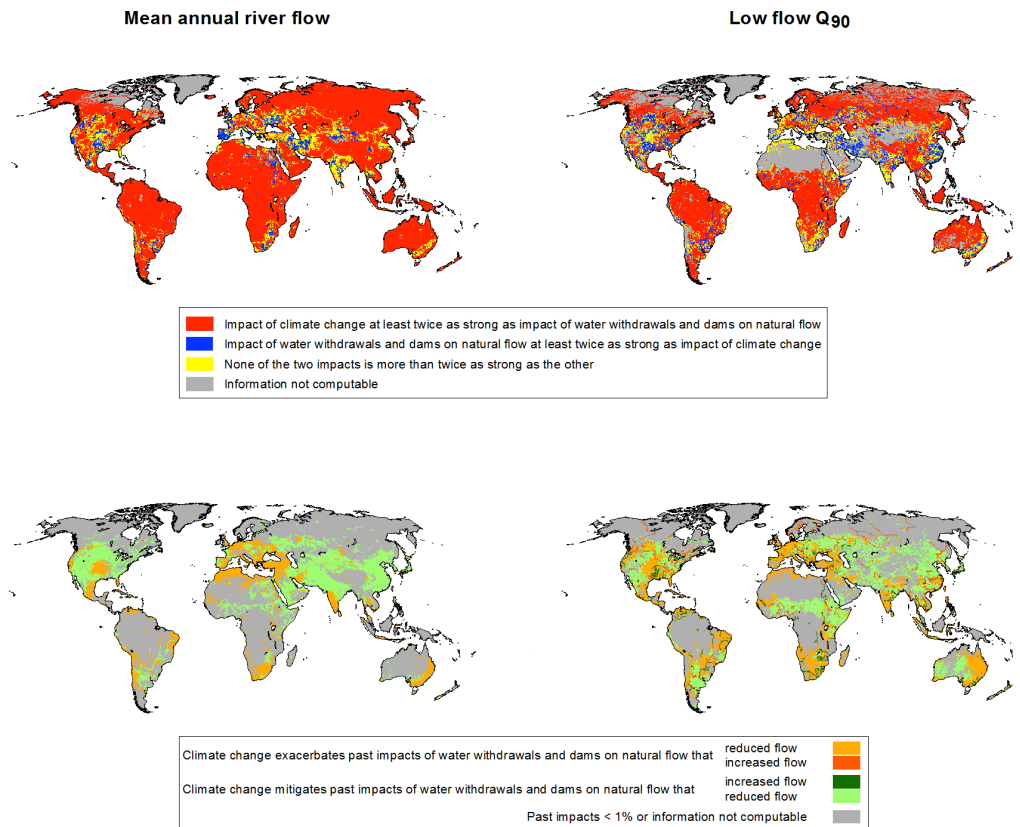 Mean annual river flow
Low flow Q90
Impact of climate change at least twice as strong as impact of water withdrawals and dams on natural flow
Impact of water withdrawals and dams on natural flow at least twice as strong as impact of climate change
None of the two impacts is more than twice as strong as the other
Information not computable
Climate change exacerbates past impacts of water withdrawals and dams on natural flow that
reduced flow
increased flow
Climate change mitigates past impacts of water withdrawals and dams on natural flow that
increased flow
reduced flow
Past impacts < 1% or information not computable